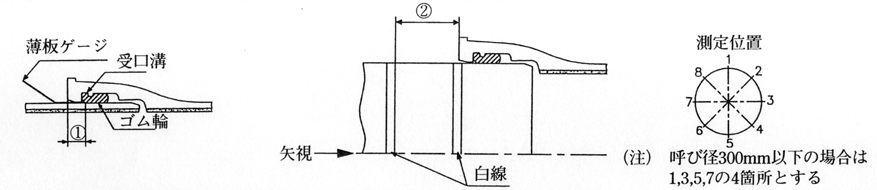 薄板ゲージ
受口溝
ゴム輪
①
②
矢視
白線
測定位置
1
2
3
4
5
6
7
8
(注) 呼び径300mm以下の場合は
1,3,5,7の4箇所とする